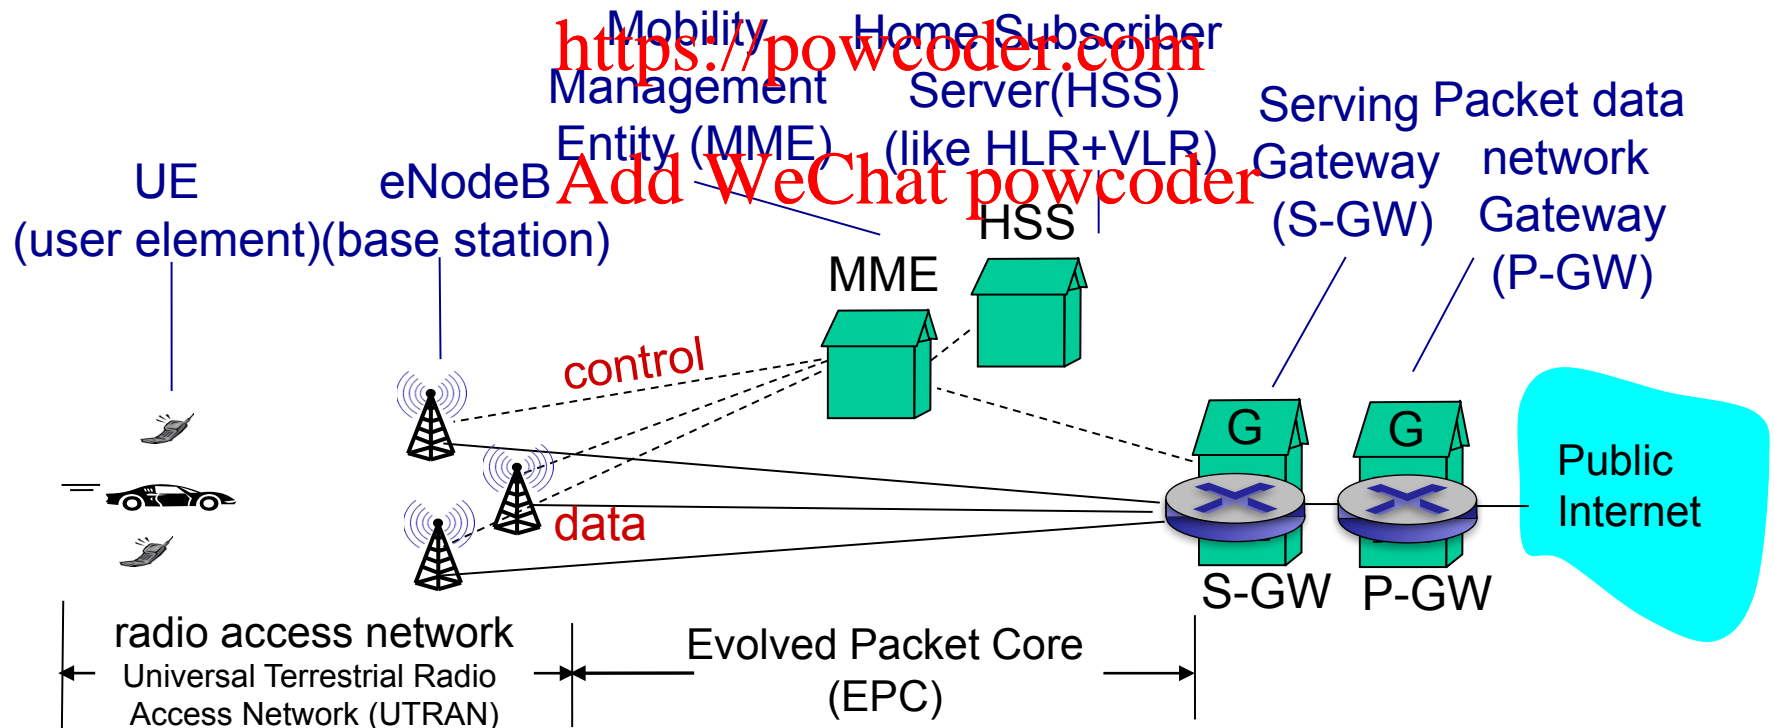 https://powcoder.com
Mobility
Management
Entity (MME)
Home Subscriber
Server(HSS)
(like HLR+VLR)
Add WeChat powcoder
Serving
Gateway
(S-GW)
Packet data
network
Gateway
(P-GW)
UE
(user element)
eNodeB
(base station)
HSS
MME
control
data
G
G
S-GW
P-GW
Public
Internet
radio access network
Universal Terrestrial Radio
Access Network (UTRAN)
Evolved Packet Core
(EPC)